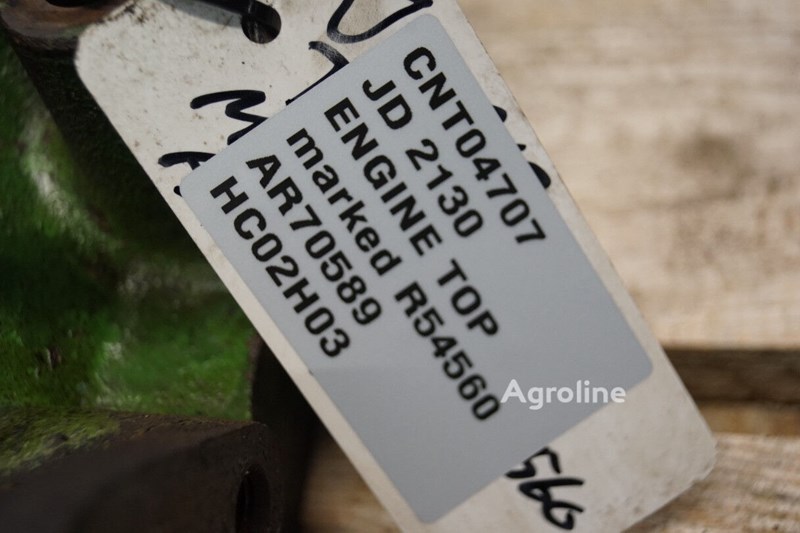 CNT04707
JD 2130
ENGINE TOP
marked R54560
AR70589
HC02H03
Agroline